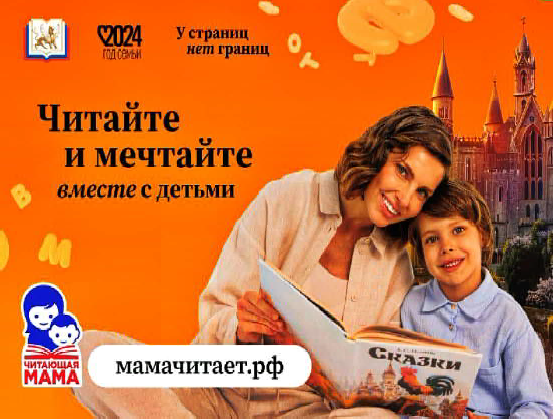 2024
ГОД СЕМЬИ
У страниц
нет границ
Читайте
и мечтайте
вместе с детьми
ЧИТАЮЩАЯ
МАМА
мамачитает.рф
СКАЗКИ